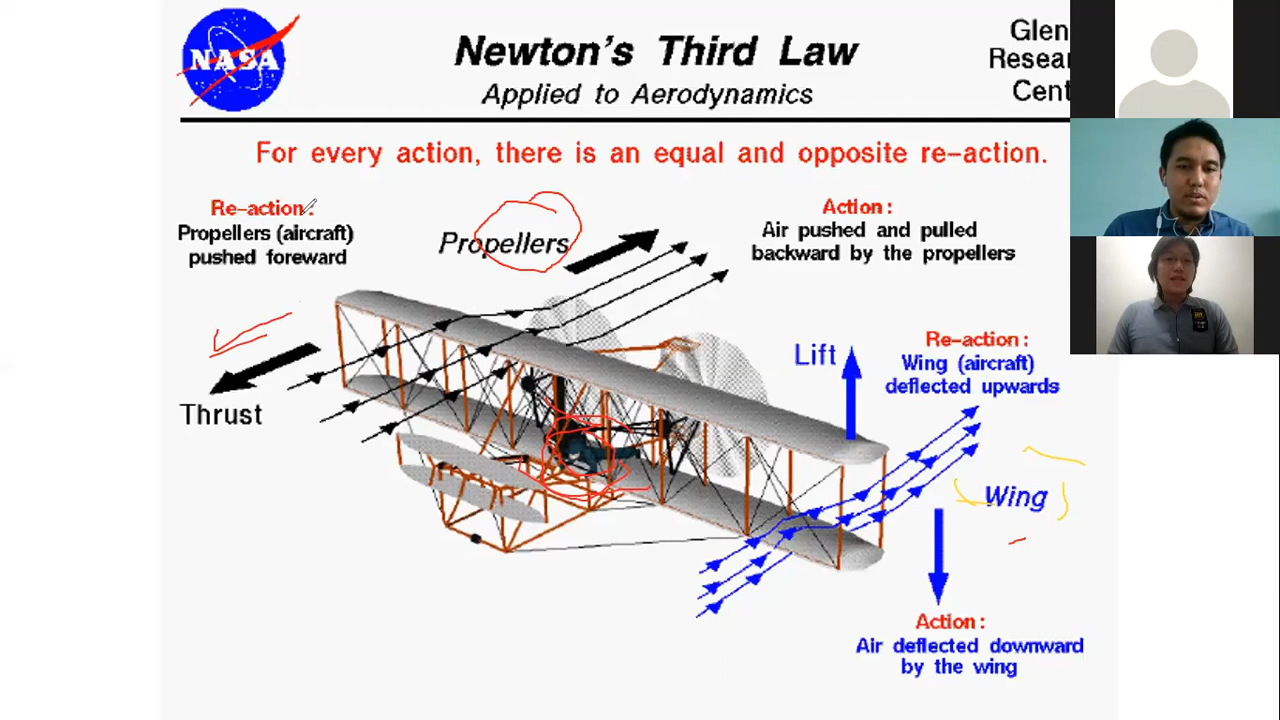 NASA
Newton's Third Law
Applied to Aerodynamics
Glen
Resear
Cent
For every action, there is an equal and opposite re-action.
Re-action:
Propellers (aircraft)
pushed foreward
Propellers
Action:
Air pushed and pulled
backward by the propellers
Thrust
Lift
Re-action:
Wing (aircraft)
deflected upwards
Wing
Action:
Air deflected downward
by the wing